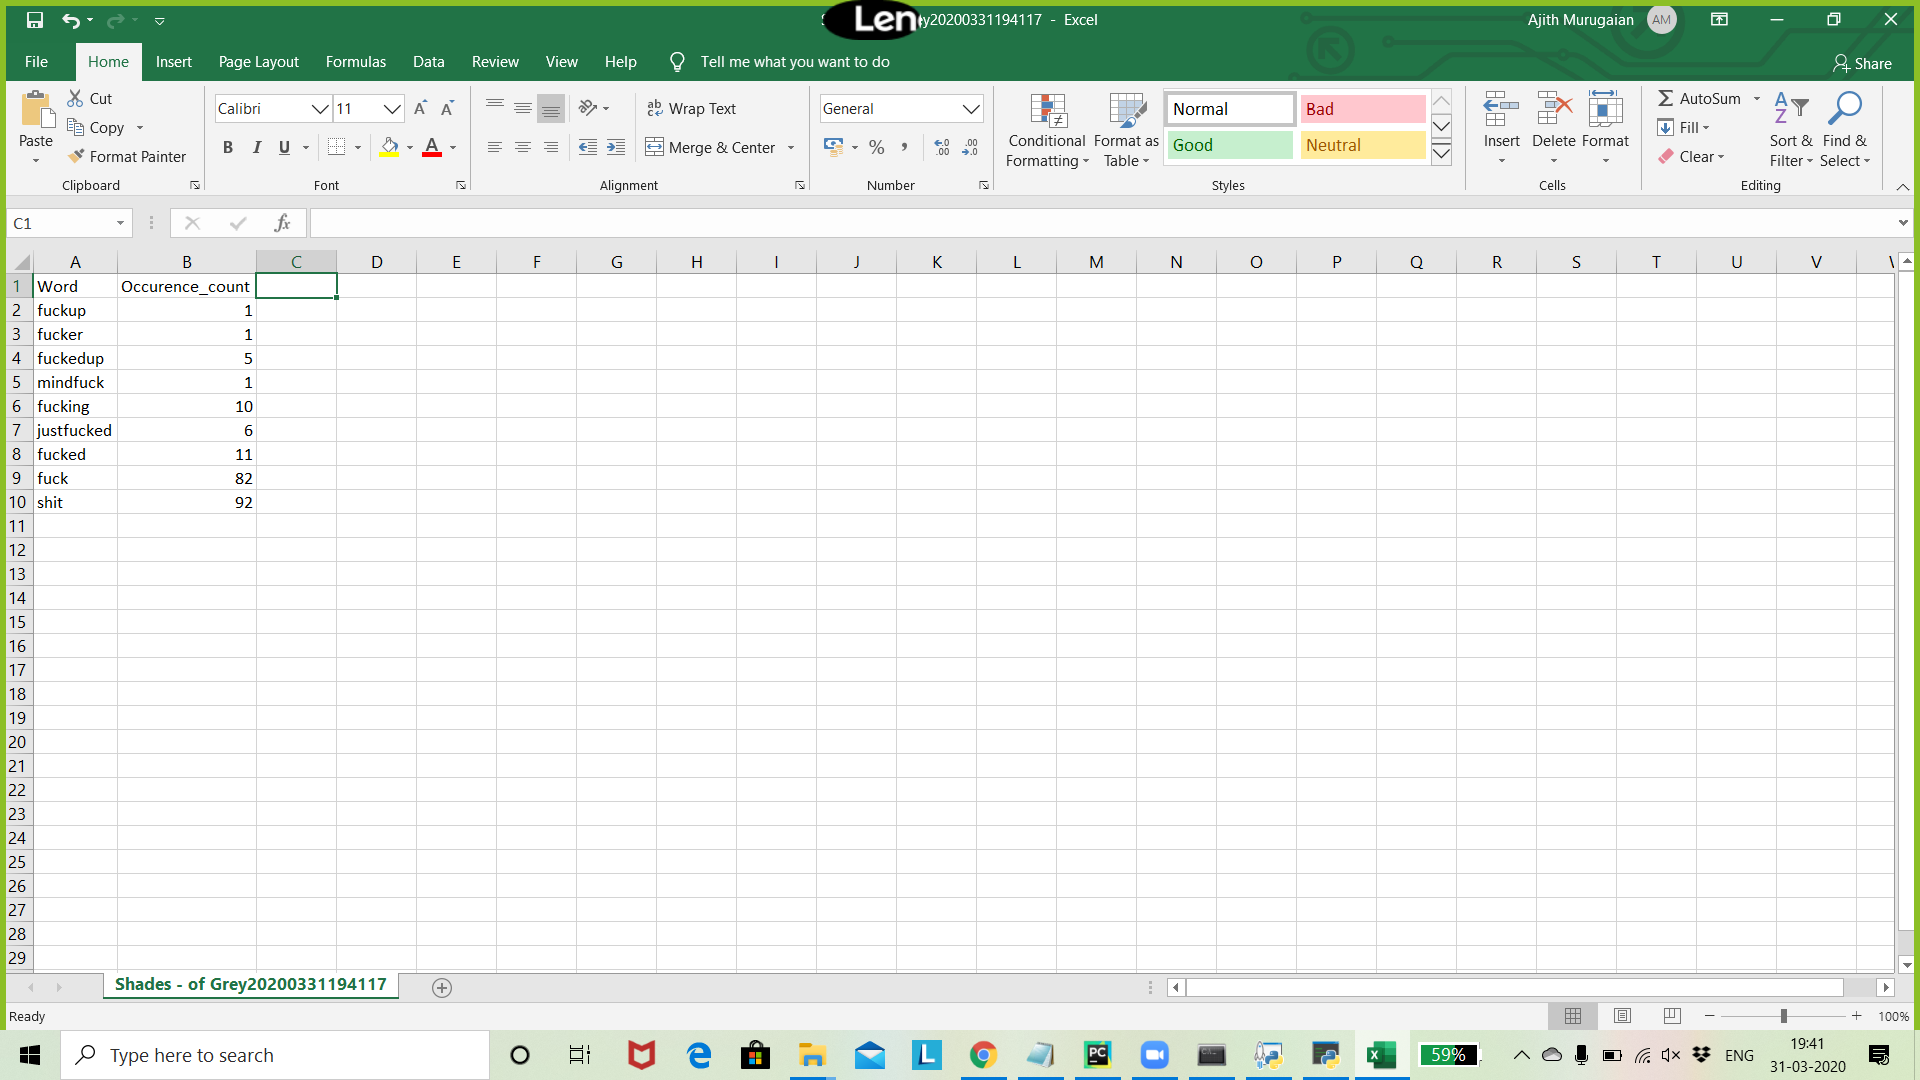 Len
y20200331194117 - Excel
Ajith Murugaian AM
File Home Insert Page Layout Formulas Data Review View Help Tell me what you want to do Share
Paste
Cut
Copy
Format Painter
Clipboard
Calibri 11
B I U
Font
Wrap Text
Merge & Center
Alignment
General
Number
Conditional Formatting
Format as Table
Normal Bad
Good Neutral
Styles
Insert Delete Format
Cells
AutoSum
Fill
Clear
Sort & Filter
Find & Select
Editing
C1 fx
A B C D E F G H I J K L M N O P Q R S T U V
1 Word Occurence_count
2 fuckup 1
3 fucker 1
4 fuckedup 5
5 mindfuck 1
6 fucking 10
7 justfucked 6
8 fucked 11
9 fuck 82
10 shit 92
11
12
13
14
15
16
17
18
19
20
21
22
23
24
25
26
27
28
29
Shades - of Grey20200331194117
Ready 100%
Type here to search 59% ENG 19:41
31-03-2020